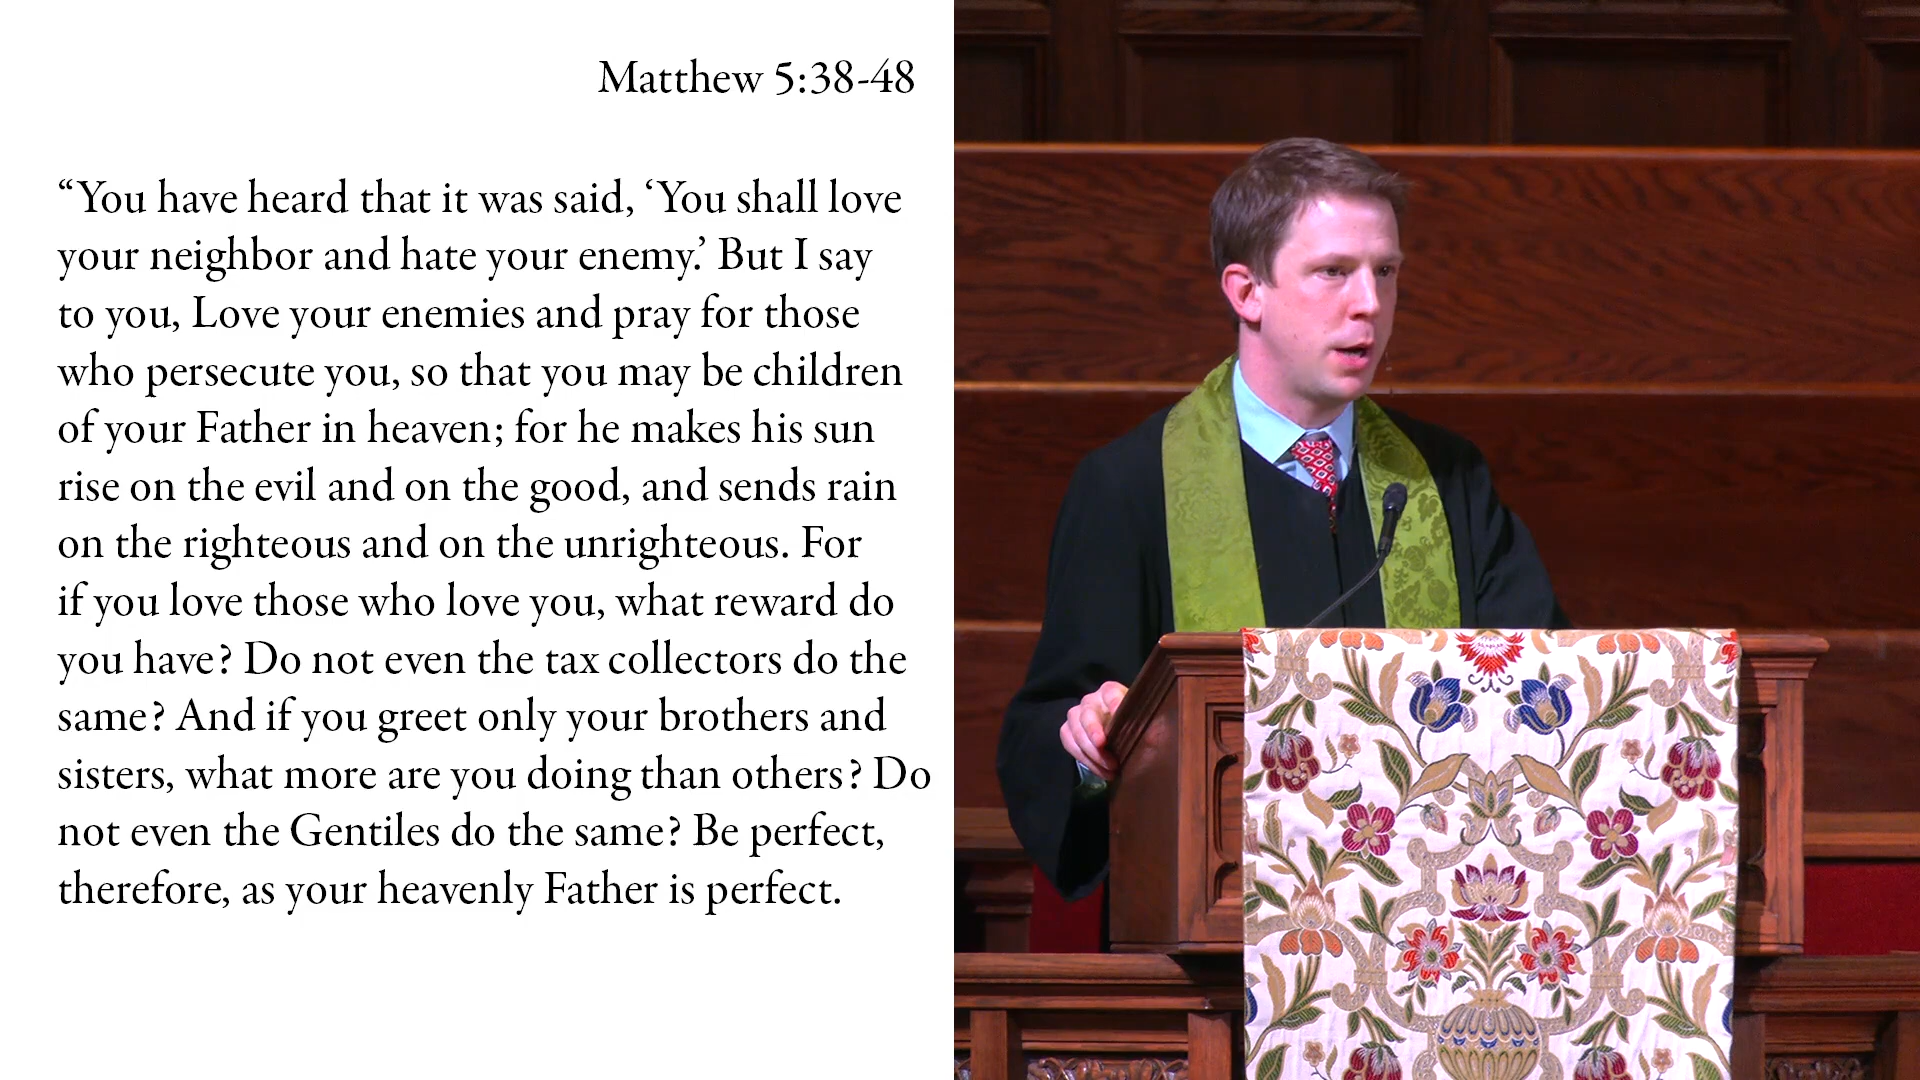 Matthew 5:38-48
“You have heard that it was said, ‘You shall love
your neighbor and hate your enemy.’ But I say
to you, Love your enemies and pray for those
who persecute you, so that you may be children
of your Father in heaven; for he makes his sun
rise on the evil and on the good, and sends rain
on the righteous and on the unrighteous. For
if you love those who love you, what reward do
you have? Do not even the tax collectors do the
same? And if you greet only your brothers and
sisters, what more are you doing than others? Do
not even the Gentiles do the same? Be perfect,
therefore, as your heavenly Father is perfect.